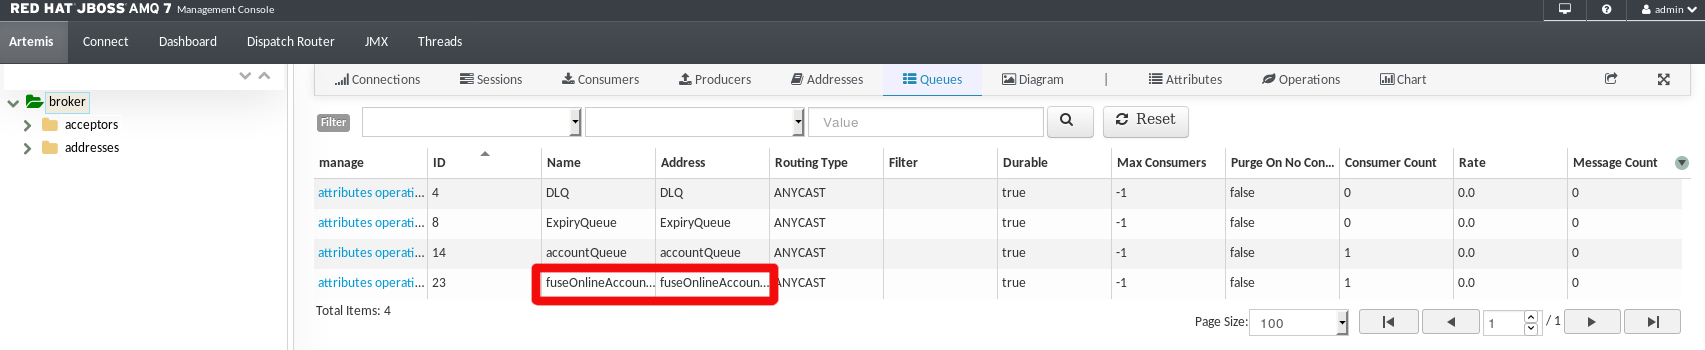 RED HAT JBOSS AMQ 7 Management Console
admin
Artemis Connect Dashboard Dispatch Router JMX Threads
Connections Sessions Consumers Producers Addresses Queues Diagram | Attributes Operations Chart
broker
acceptors
addresses
Filter Value Reset
manage ID Name Address Routing Type Filter Durable Max Consumers Purge On No Con... Consumer Count Rate Message Count
attributes operati... 4 DLQ DLQ ANYCAST true -1 false 0 0.0 0
attributes operati... 8 ExpiryQueue ExpiryQueue ANYCAST true -1 false 0 0.0 0
attributes operati... 14 accountQueue accountQueue ANYCAST true -1 false 1 0.0 0
attributes operati... 23 fuseOnlineAccoun... fuseOnlineAccoun... ANYCAST true -1 false 1 0.0 0
Total Items: 4
Page Size: 100 1 / 1